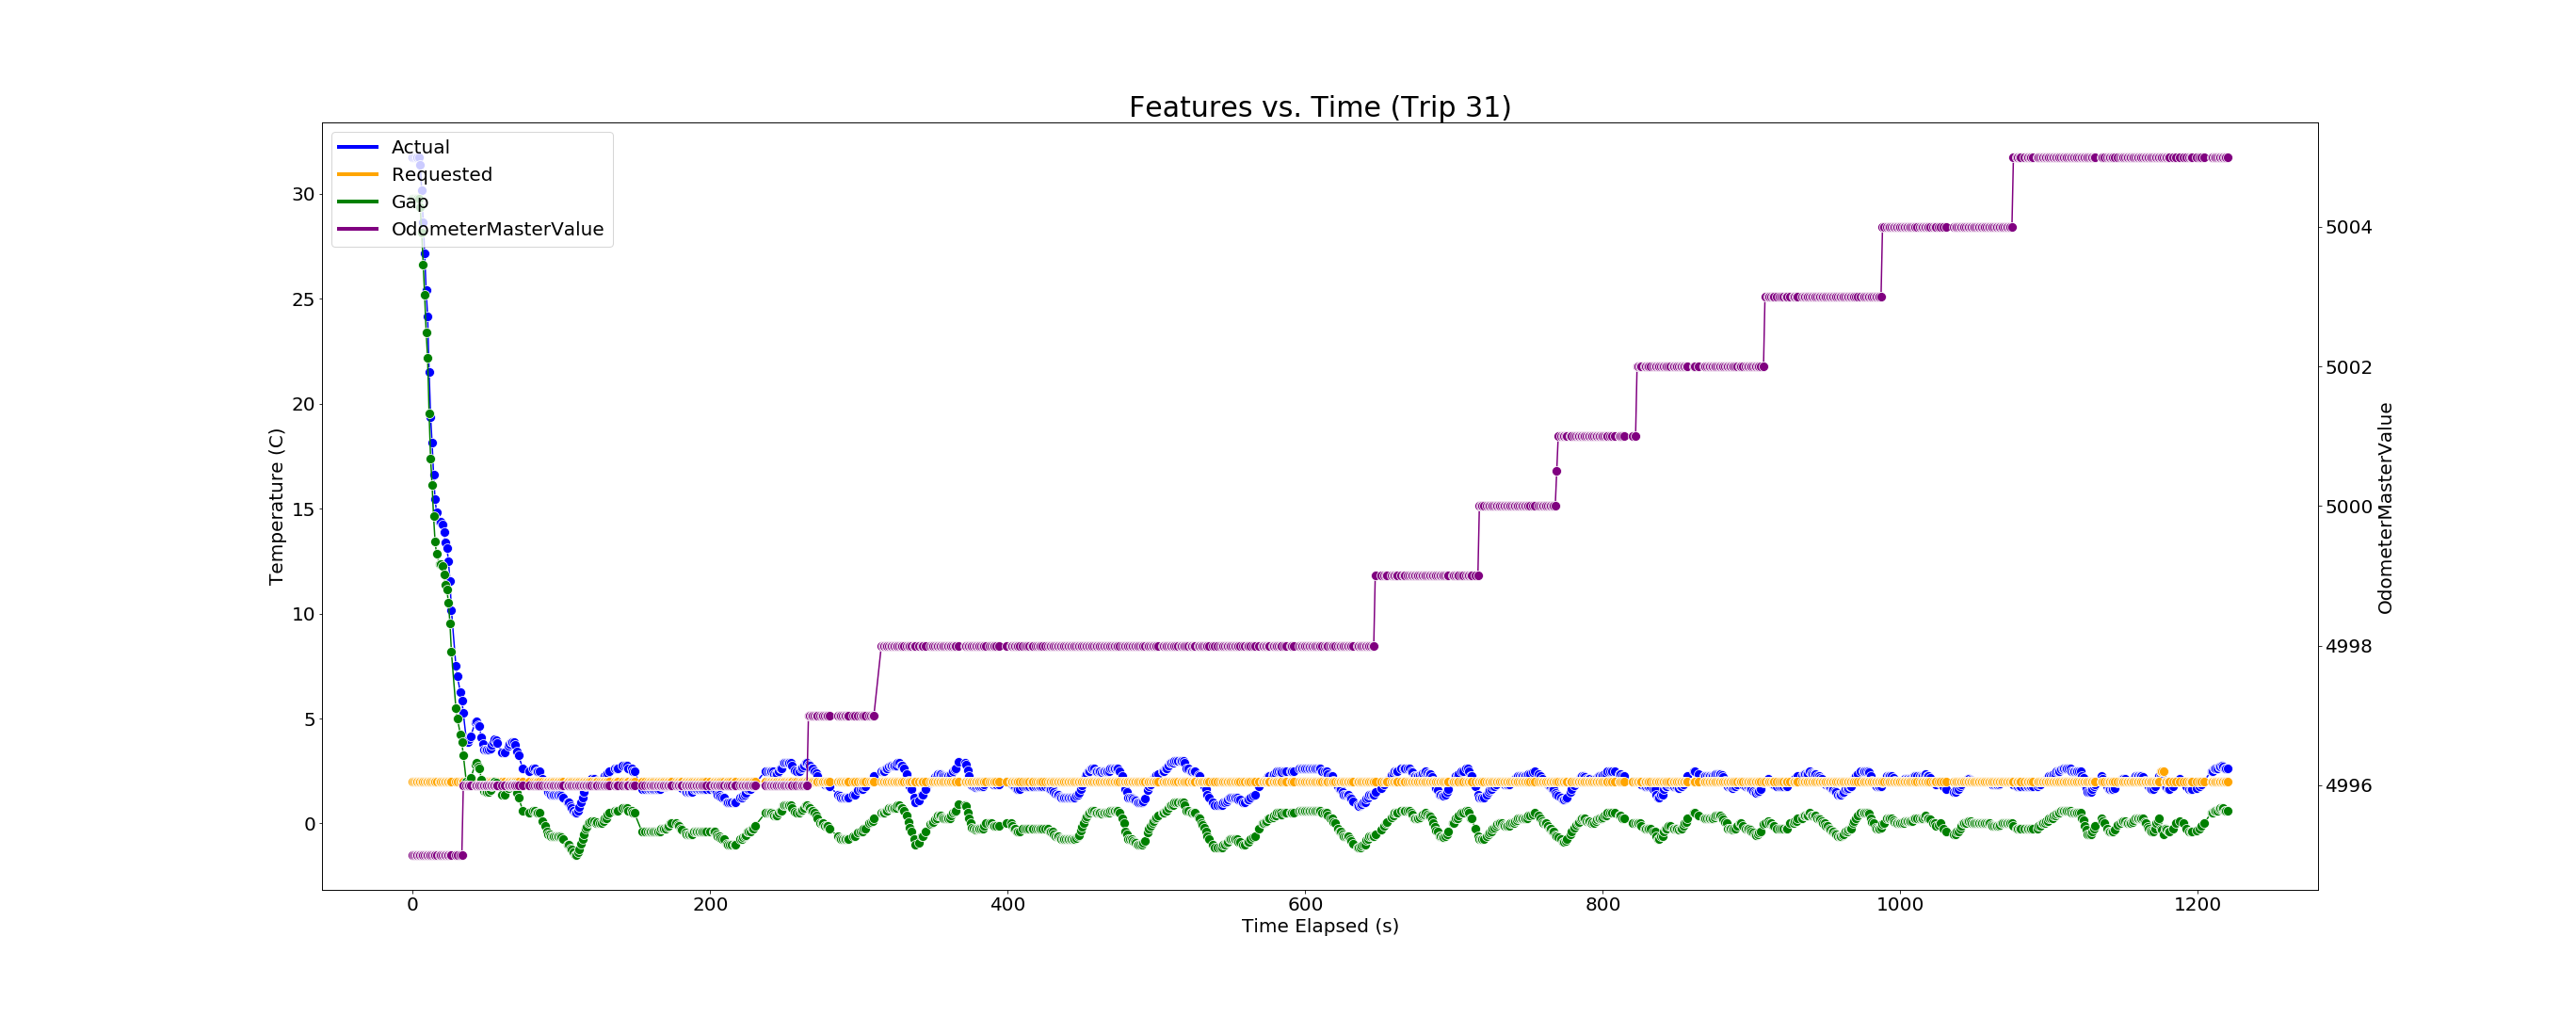 Features vs. Time (Trip 31)
Actual
Requested
Gap
OdometerMasterValue
30
25
20
15
10
5
0
Temperature (C)
5004
5002
5000
4998
4996
OdometerMasterValue
0 200 400 600 800 1000 1200
Time Elapsed (s)